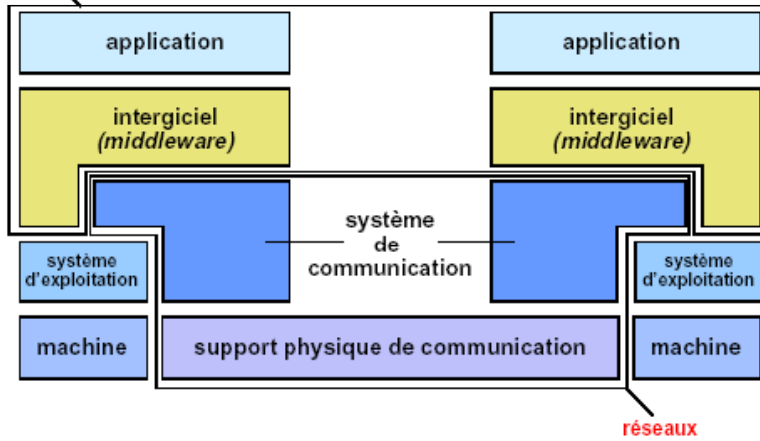 application
application
intergiciel
(middleware)
intergiciel
(middleware)
système
de
communication
système
d'exploitation
système
d'exploitation
machine
support physique de communication
machine
réseaux